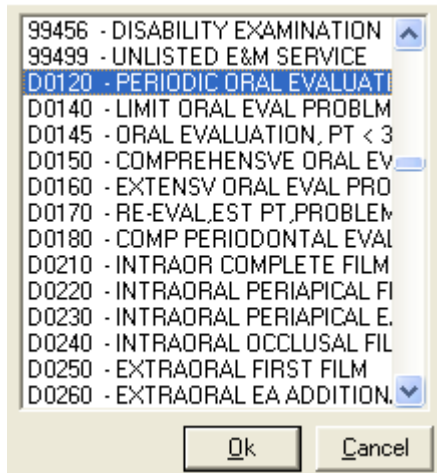 99456 - DISABILITY EXAMINATION
99499 - UNLISTED E&M SERVICE
D0120 - PERIODIC ORAL EVALUATI
D0140 - LIMIT ORAL EVAL PROBLM
D0145 - ORAL EVALUATION, PT < 3
D0150 - COMPREHENSVE ORAL EV
D0160 - EXTENSV ORAL EVAL PRO
D0170 - RE-EVAL,EST PT,PROBLEM
D0180 - COMP PERIODONTAL EVAL
D0210 - INTRAOR COMPLETE FILM
D0220 - INTRAORAL PERIAPICAL FI
D0230 - INTRAORAL PERIAPICAL E.
D0240 - INTRAORAL OCCLUSAL FIL
D0250 - EXTRAORAL FIRST FILM
D0260 - EXTRAORAL EA ADDITION.
Ok Cancel